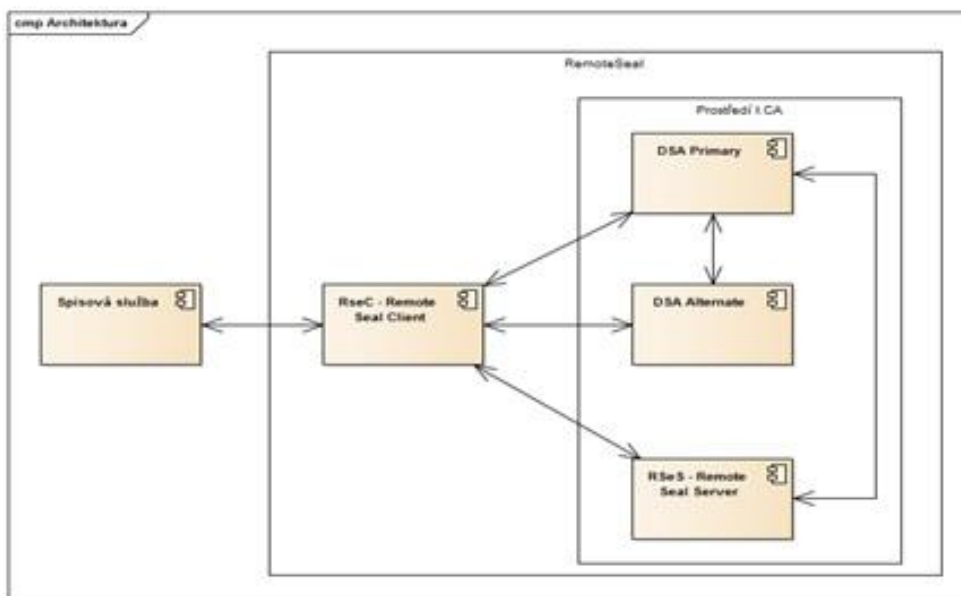 cmp Architektura
RemoteSeal
Prostředí I.CA
DSA Primary
Spisová služba
RseC - Remote
Seal Client
DSA Alternate
RSeS - Remote
Seal Server